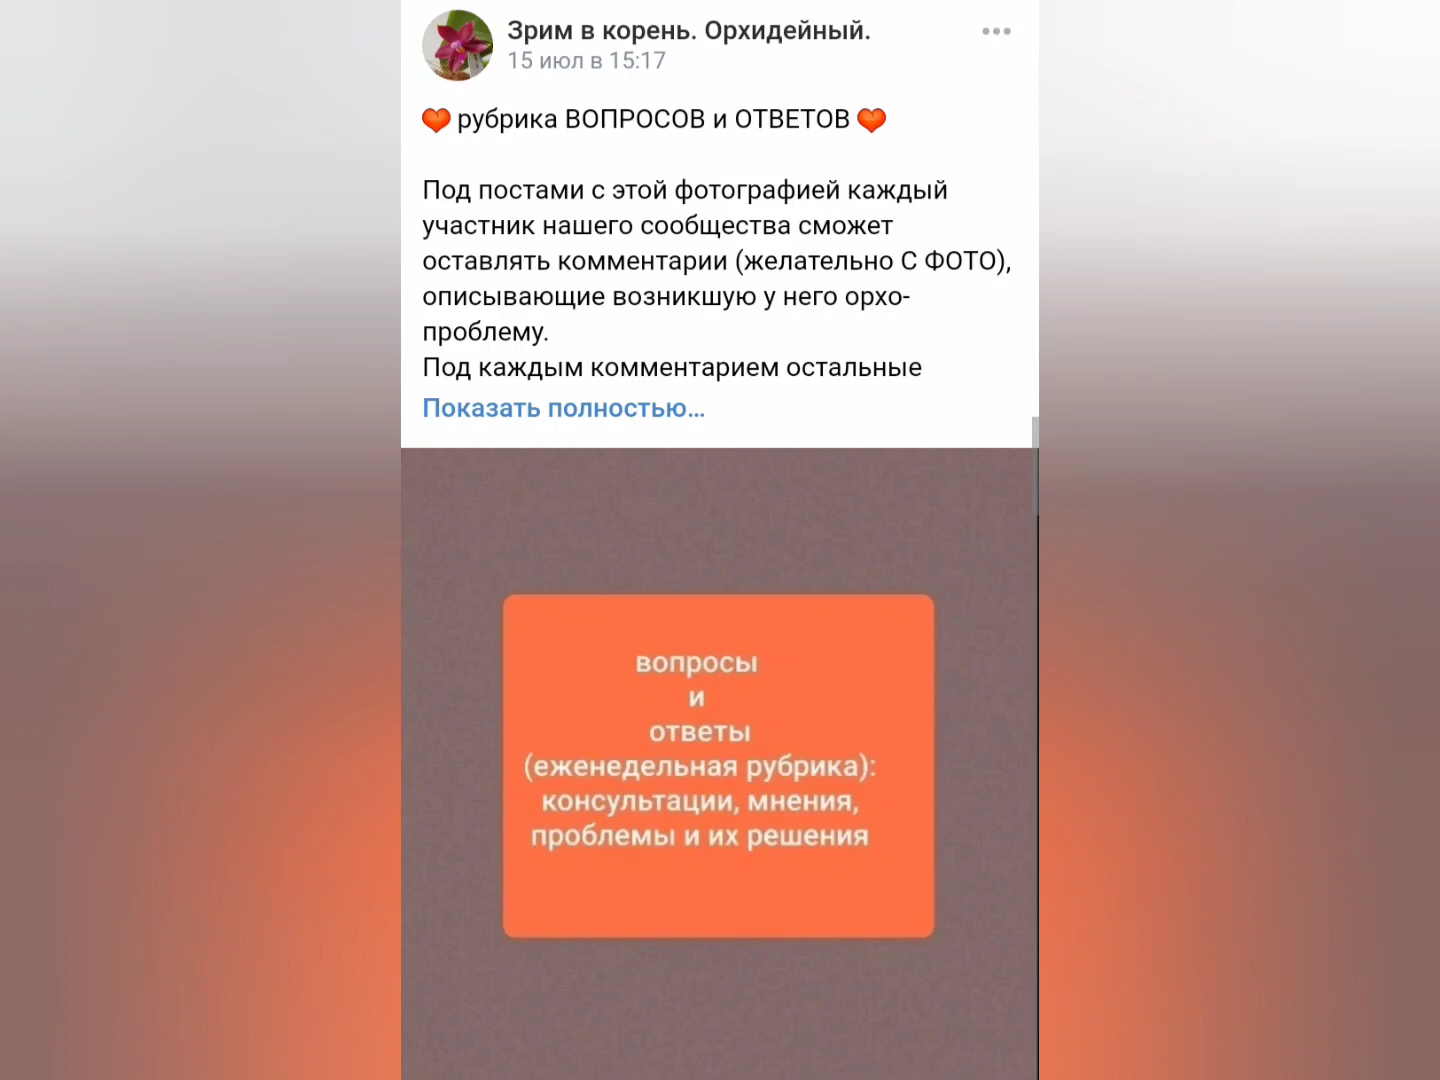 Зрим в корень. Орхидейный.
15 июл в 15:17
рубрика ВОПРОСОВ и ОТВЕТОВ
Под постами с этой фотографией каждый
участник нашего сообщества сможет
оставлять комментарии (желательно С ФОТО),
описывающие возникшую у него орхо-
проблему.
Под каждым комментарием остальные
Показать полностью...
вопросы
и
ответы
(еженедельная рубрика):
консультации, мнения,
проблемы и их решения